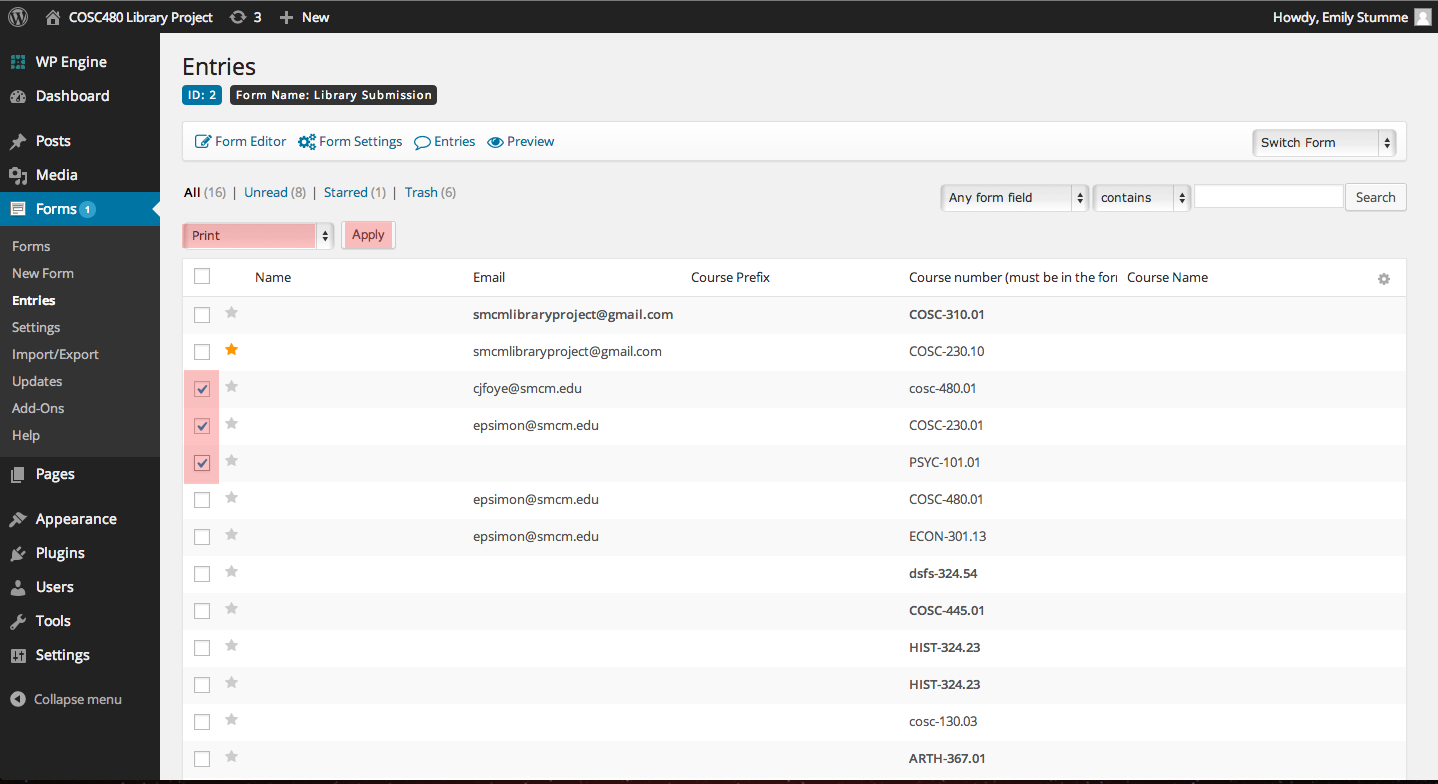 COSC480 Library Project 3 New Howdy, Emily Stumme
WP Engine
Dashboard
Posts
Media
Forms 1
Forms
New Form
Entries
Settings
Import/Export
Updates
Add-Ons
Help
Pages
Appearance
Plugins
Users
Tools
Settings
Collapse menu
Entries
ID: 2 Form Name: Library Submission
Form Editor Form Settings Entries Preview Switch Form
All (16) | Unread (8) | Starred (1) | Trash (6) Any form field contains Search
Print Apply
Name Email Course Prefix Course number (must be in the for Course Name
smcmlibraryproject@gmail.com COSC-310.01
smcmlibraryproject@gmail.com COSC-230.10
cjfoye@smcm.edu cosc-480.01
epsimon@smcm.edu COSC-230.01
PSYC-101.01
epsimon@smcm.edu COSC-480.01
epsimon@smcm.edu ECON-301.13
dsfs-324.54
COSC-445.01
HIST-324.23
HIST-324.23
cosc-130.03
ARTH-367.01